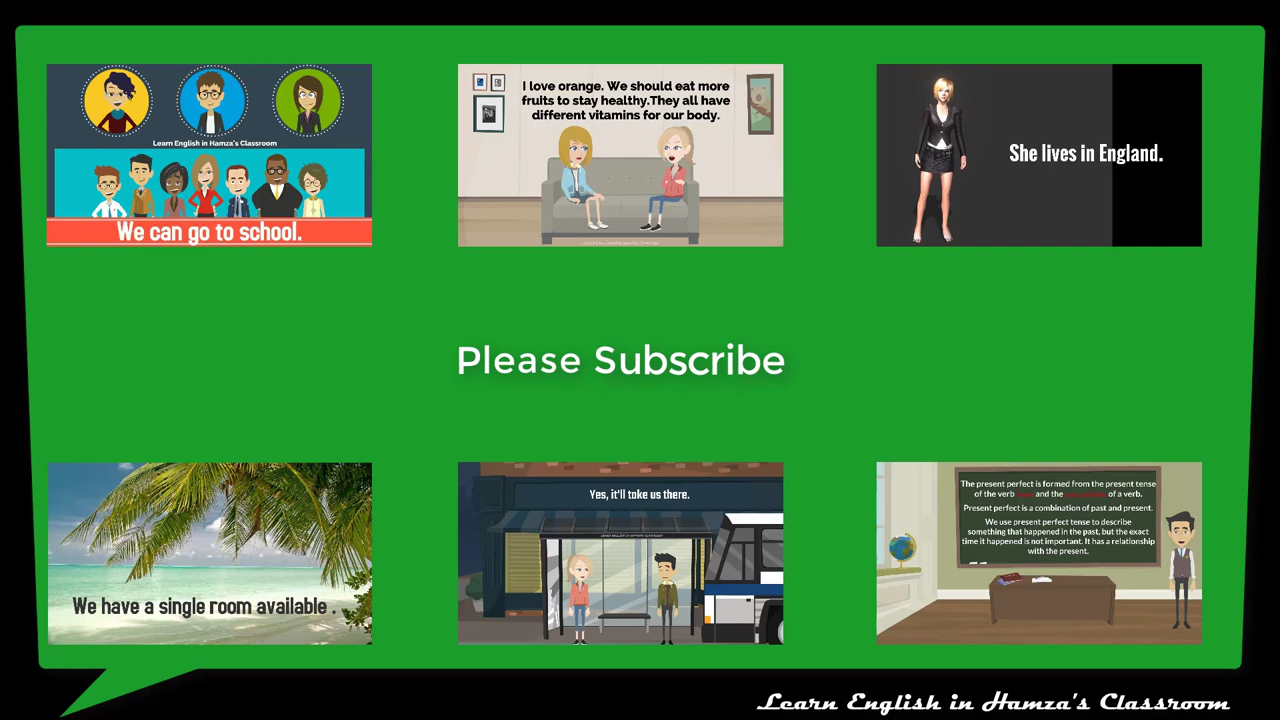 Learn English in Hamza's Classroom
We can go to school.
I love orange. We should eat more
fruits to stay healthy.They all have
different vitamins for our body.
She lives in England.
Please Subscribe
We have a single room available .
Yes, it'll take us there.
The present perfect is formed from the present tense
of the verb and the of a verb.
Present perfect is a combination of past and present.
We use present perfect tense to describe
something that happened in the past, but the exact
time it happened is not important. It has a relationship
with the present.
Learn English in Hamza's Classroom